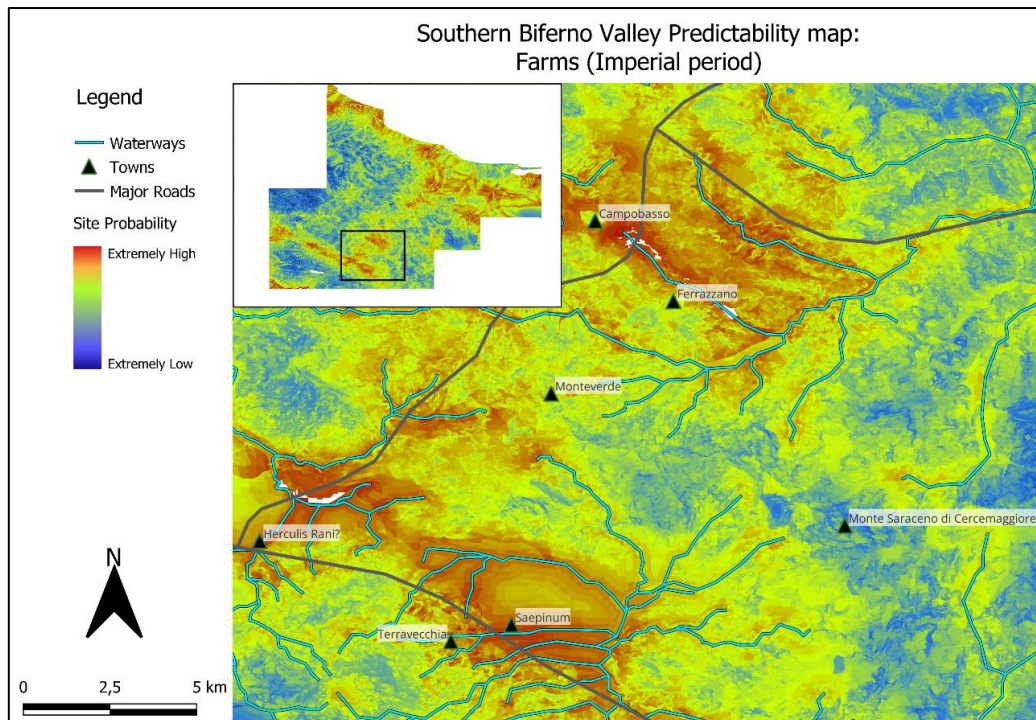 Southern Biferno Valley Predictability map:
Farms (Imperial period)
Legend
Waterways
Towns
Major Roads
Site Probability
Extremely High
Extremely Low
Campobasso
Ferrazzano
Monteverde
Monte Saraceno di Cercemaggiore
Herculis Rani?
Saepinum
Terravecchia
N
0 2,5 5 km